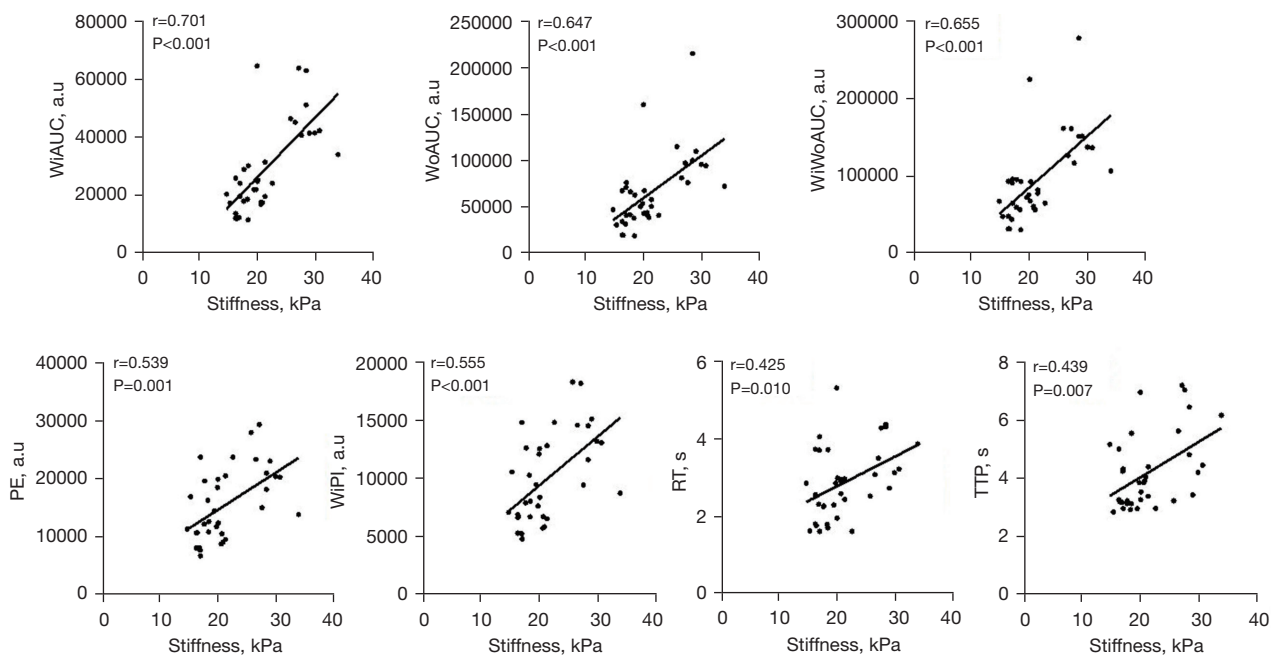 r=0.701
P<0.001
80000
60000
40000
20000
0
WiAUC, a.u
0 10 20 30 40
Stiffness, kPa
r=0.647
P<0.001
250000
200000
150000
100000
50000
0
WoAUC, a.u
0 10 20 30 40
Stiffness, kPa
r=0.655
P<0.001
300000
200000
100000
0
WiWoAUC, a.u
0 10 20 30 40
Stiffness, kPa
r=0.539
P=0.001
40000
30000
20000
10000
0
PE, a.u
0 10 20 30 40
Stiffness, kPa
r=0.555
P<0.001
20000
15000
10000
5000
0
WiPI, a.u
0 10 20 30 40
Stiffness, kPa
r=0.425
P=0.010
6
4
2
0
RT, s
0 10 20 30 40
Stiffness, kPa
r=0.439
P=0.007
8
6
4
2
0
TTP, s
0 10 20 30 40
Stiffness, kPa